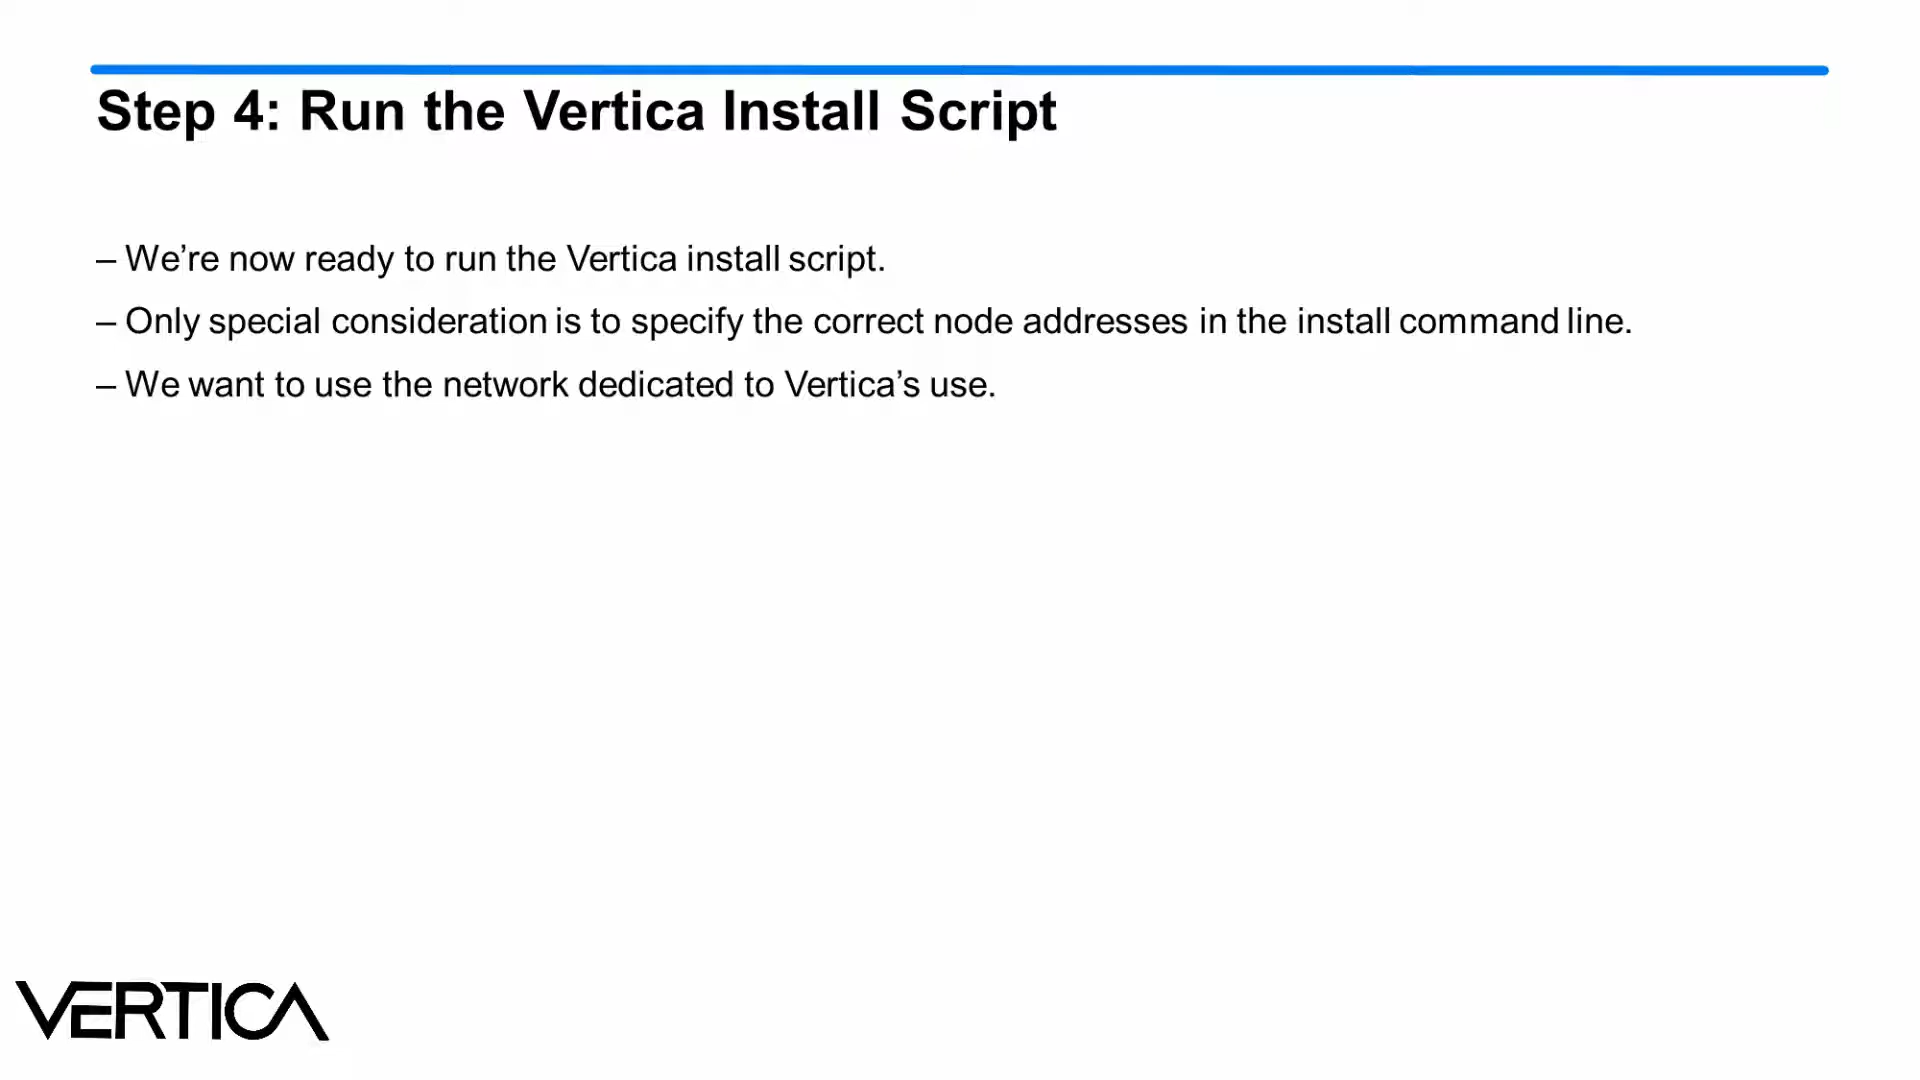 Step 4: Run the Vertica Install Script
– We’re now ready to run the Vertica install script.
– Only special consideration is to specify the correct node addresses in the install command line.
– We want to use the network dedicated to Vertica’s use.
VERTICA